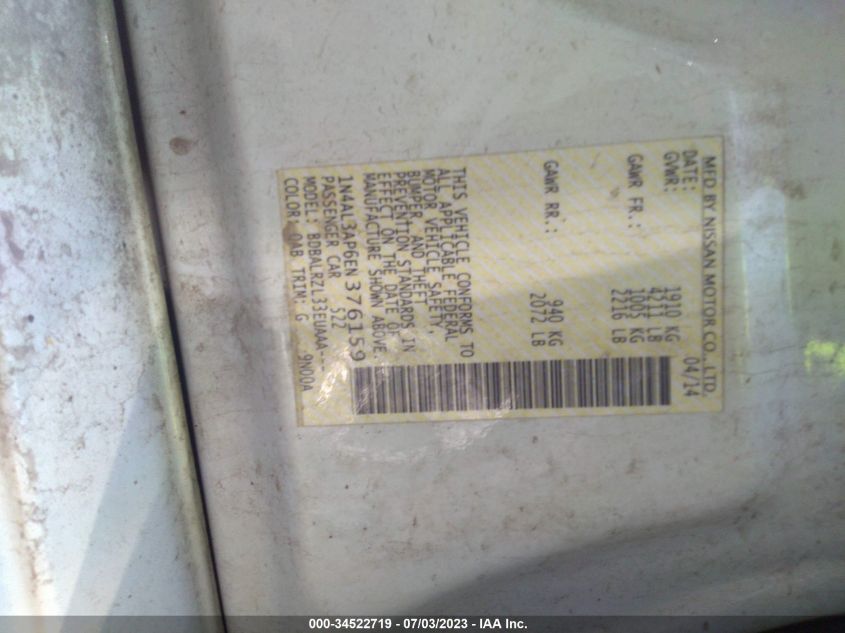 MFD BY NISSAN MOTOR CO., LTD.
DATE: 04/14
GVWR: 1910 KG
4211 LB
GAWR FR.: 1005 KG
2216 LB
GAWR RR.: 940 KG
2072 LB
THIS VEHICLE CONFORMS TO
ALL APPLICABLE FEDERAL
MOTOR VEHICLE SAFETY,
BUMPER, AND THEFT
PREVENTION STANDARDS IN
EFFECT ON THE DATE OF
MANUFACTURE SHOWN ABOVE.
1N4AL3AP6EN376159
PASSENGER CAR 522
MODEL: BDBALRZL33EUAAA--
COLOR: QAB TRIM: G 9N00A
000-34522719 / 07/03/2023 - IAA Inc.